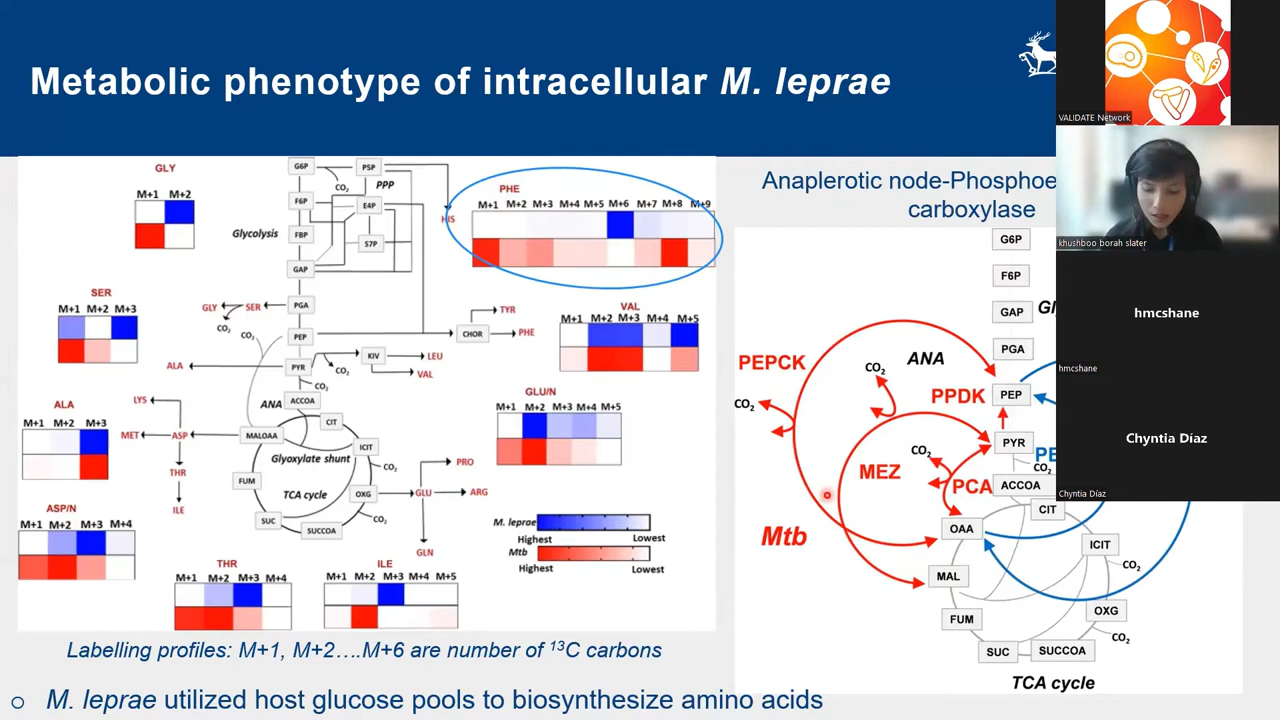 Metabolic phenotype of intracellular M. leprae
GLY
M+1 M+2
SER
M+1 M+2 M+3
ALA
M+1 M+2 M+3
ASP/N
M+1 M+2 M+3 M+4
THR
M+1 M+2 M+3 M+4
ILE
M+1 M+2 M+3 M+4 M+5
PHE
M+1 M+2 M+3 M+4 M+5 M+6 M+7 M+8 M+9
VAL
M+1 M+2 M+3 M+4 M+5
GLU/N
M+1 M+2 M+3 M+4 M+5
G6P
P5P
CO2
PPP
HIS
F6P
E4P
Glycolysis
FBP
S7P
GAP
GLY
SER
PGA
CO2
TYR
CO2
PEP
CHOR
PHE
ALA
PYR
CO2
KIV
LEU
VAL
CO2
ACCOA
LYS
ANA
CIT
MET
ASP
MALOAA
ICIT
Glyoxylate shunt
CO2
THR
FUM
TCA cycle
OXG
GLU
PRO
ARG
ILE
SUC
SUCCOA
CO2
GLN
M. leprae
Highest
Lowest
Mtb
Highest
Lowest
Labelling profiles: M+1, M+2….M+6 are number of 13C carbons
M. leprae utilized host glucose pools to biosynthesize amino acids
Anaplerotic node-Phosphoe
carboxylase
G6P
F6P
GAP
PGA
PEPCK
ANA
CO2
PPDK
PEP
CO2
PYR
CO2
MEZ
CO2
PCA
ACCOA
CIT
Mtb
OAA
ICIT
CO2
MAL
OXG
FUM
CO2
SUC
SUCCOA
TCA cycle
VALIDATE Network
khushboo borah slater
hmcshane
hmcshane
Chyntia Díaz
Chyntia Díaz